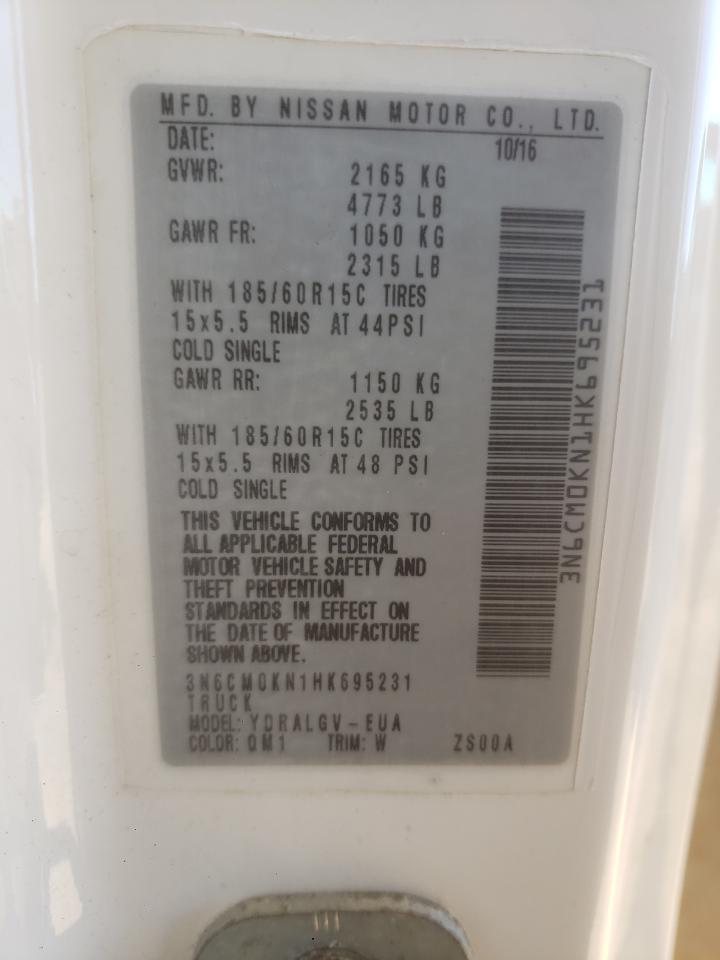 MFD. BY NISSAN MOTOR CO., LTD.
DATE: 10/16
GVWR: 2165 KG
4773 LB
GAWR FR: 1050 KG
2315 LB
WITH 185/60R15C TIRES
15x5.5 RIMS AT 44PSI
COLD SINGLE
GAWR RR: 1150 KG
2535 LB
WITH 185/60R15C TIRES
15x5.5 RIMS AT 48 PSI
COLD SINGLE
THIS VEHICLE CONFORMS TO
ALL APPLICABLE FEDERAL
MOTOR VEHICLE SAFETY AND
THEFT PREVENTION
STANDARDS IN EFFECT ON
THE DATE OF MANUFACTURE
SHOWN ABOVE.
3N6CM0KN1HK695231
TRUCK
MODEL: YDRALGV-EUA
COLOR: QM1 TRIM: W ZS00A
3N6CM0KN1HK695231